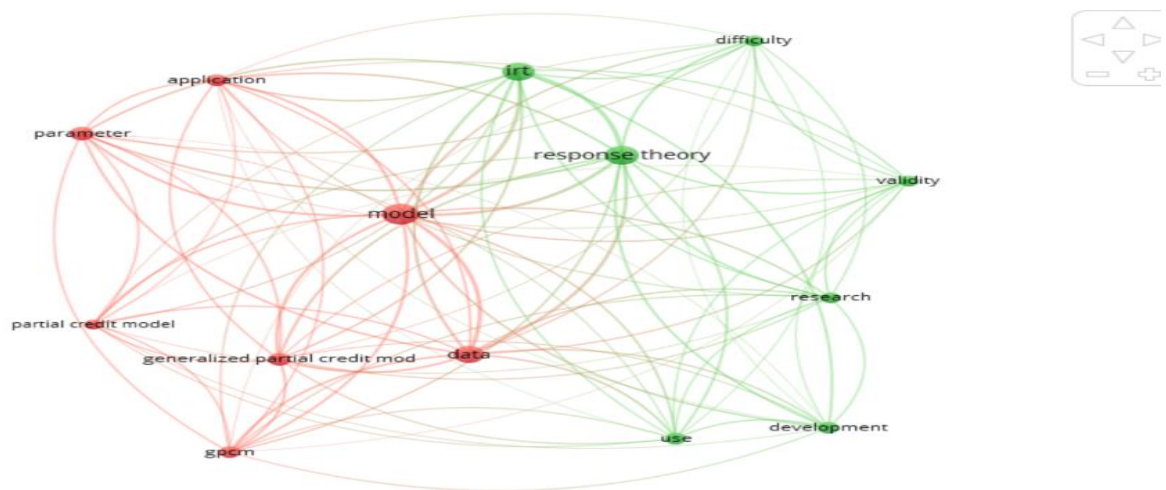 difficulty
irt
application
parameter
response theory
validity
model
research
partial credit model
generalized partial credit mod
data
development
use
gpcm